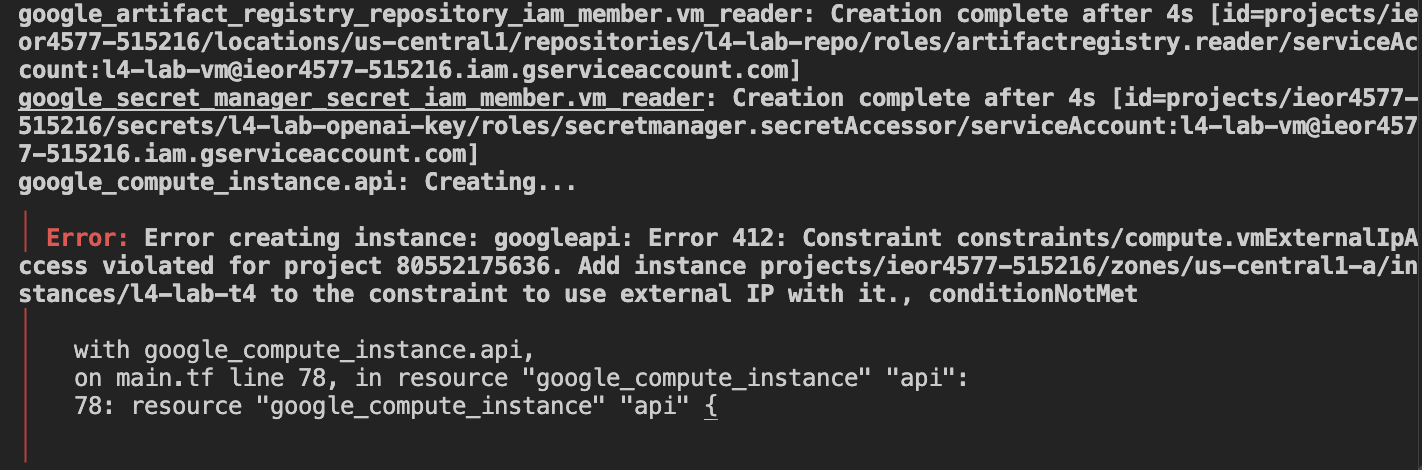 google_artifact_registry_repository_iam_member.vm_reader: Creation complete after 4s [id=projects/ie
or4577-515216/locations/us-central1/repositories/l4-lab-repo/roles/artifactregistry.reader/serviceAc
count:l4-lab-vm@ieor4577-515216.iam.gserviceaccount.com]
google_secret_manager_secret_iam_member.vm_reader: Creation complete after 4s [id=projects/ieor4577-
515216/secrets/l4-lab-openai-key/roles/secretmanager.secretAccessor/serviceAccount:l4-lab-vm@ieor457
7-515216.iam.gserviceaccount.com]
google_compute_instance.api: Creating...
Error: Error creating instance: googleapi: Error 412: Constraint constraints/compute.vmExternalIpA
ccess violated for project 80552175636. Add instance projects/ieor4577-515216/zones/us-central1-a/in
stances/l4-lab-t4 to the constraint to use external IP with it., conditionNotMet
with google_compute_instance.api,
on main.tf line 78, in resource "google_compute_instance" "api":
78: resource "google_compute_instance" "api" {